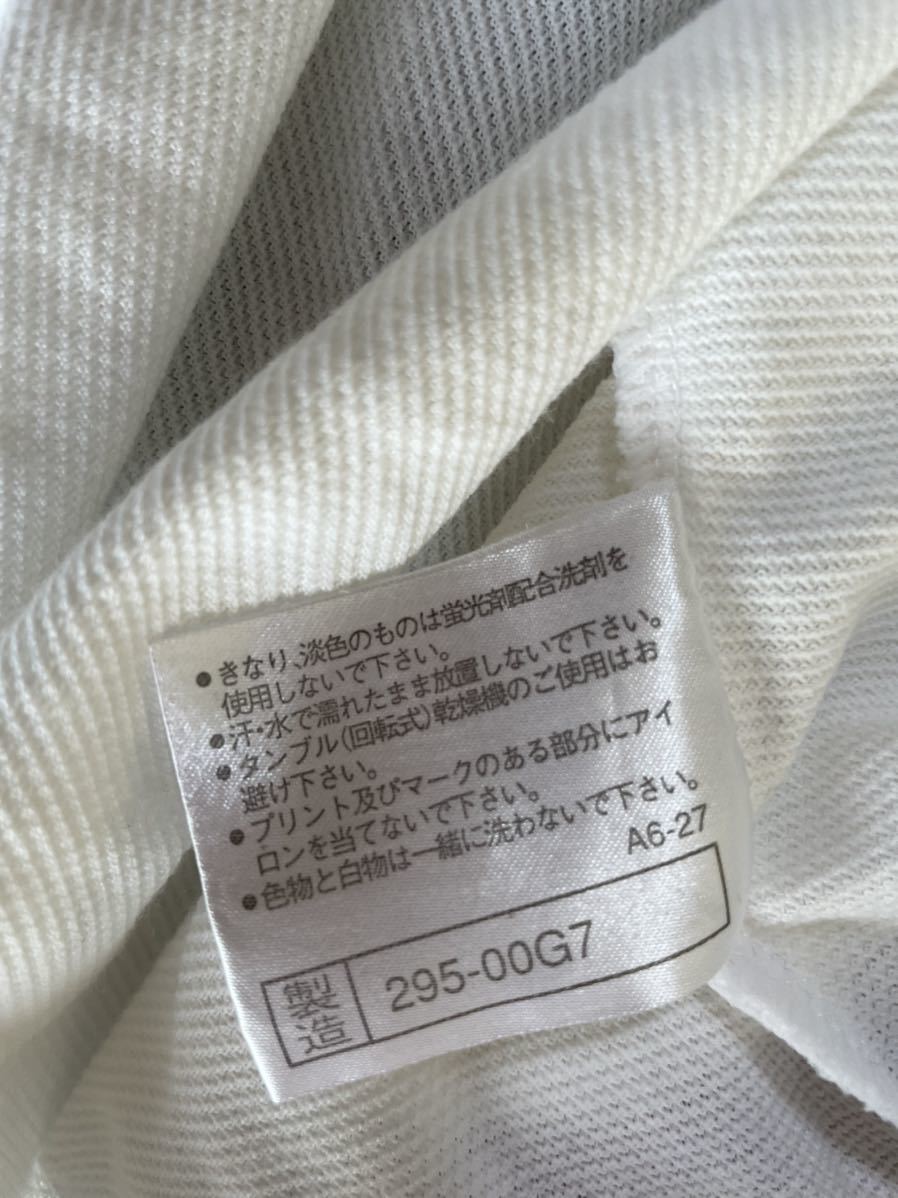 ●きなり、淡色のものは蛍光剤配合洗剤を
使用しないで下さい。
●汗・水で濡れたまま放置しないで下さい。
●タンブル(回転式)乾燥機のご使用はお
避け下さい。
●プリント及びマークのある部分にアイ
ロンを当てないで下さい。
●色物と白物は一緒に洗わないで下さい。
A6-27
製造 295-00G7